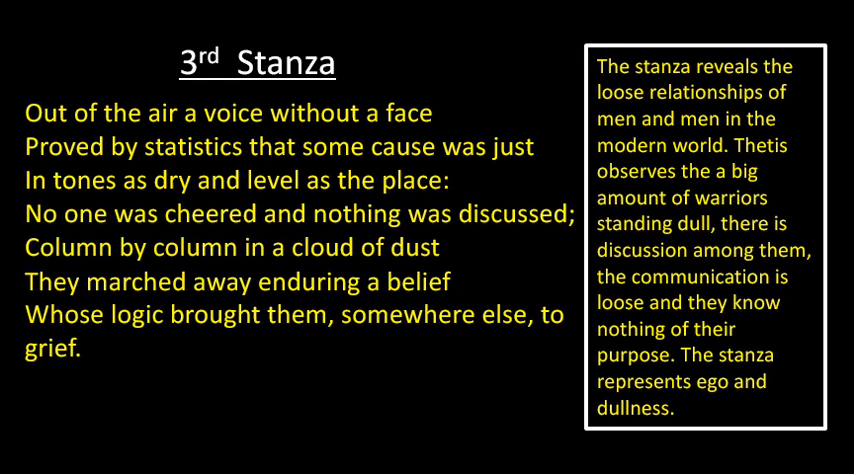 3rd Stanza
Out of the air a voice without a face
Proved by statistics that some cause was just
In tones as dry and level as the place:
No one was cheered and nothing was discussed;
Column by column in a cloud of dust
They marched away enduring a belief
Whose logic brought them, somewhere else, to
grief.
The stanza reveals the
loose relationships of
men and men in the
modern world. Thetis
observes the a big
amount of warriors
standing dull, there is
discussion among them,
the communication is
loose and they know
nothing of their
purpose. The stanza
represents ego and
dullness.